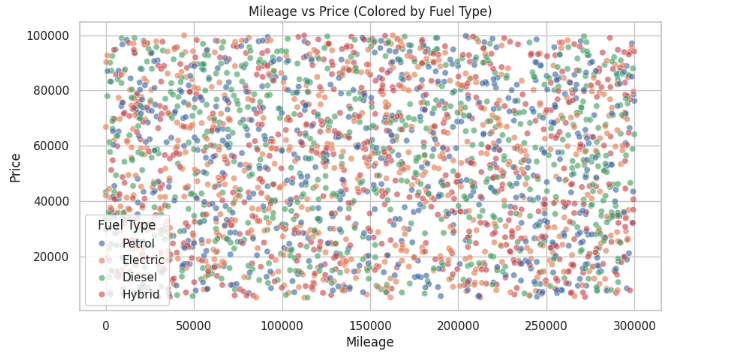 Mileage vs Price (Colored by Fuel Type)
100000
80000
60000
40000
20000
Price
Fuel Type
Petrol
Electric
Diesel
Hybrid
0 50000 100000 150000 200000 250000 300000
Mileage